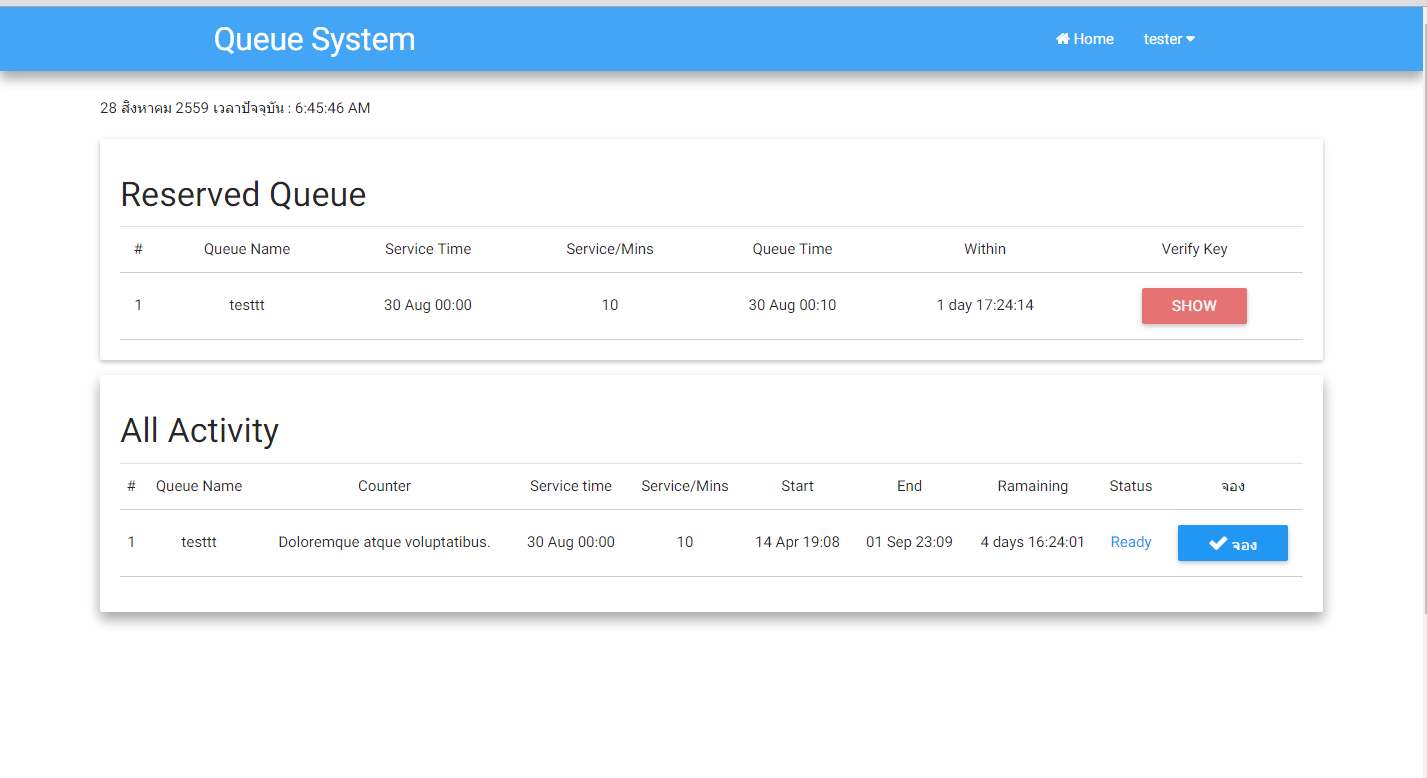 Queue System Home tester
28 สิงหาคม 2559 เวลาปัจจุบัน : 6:45:46 AM
Reserved Queue
# Queue Name Service Time Service/Mins Queue Time Within Verify Key
1 testtt 30 Aug 00:00 10 30 Aug 00:10 1 day 17:24:14 SHOW
All Activity
# Queue Name Counter Service time Service/Mins Start End Ramaining Status จอง
1 testtt Doloremque atque voluptatibus. 30 Aug 00:00 10 14 Apr 19:08 01 Sep 23:09 4 days 16:24:01 Ready จอง